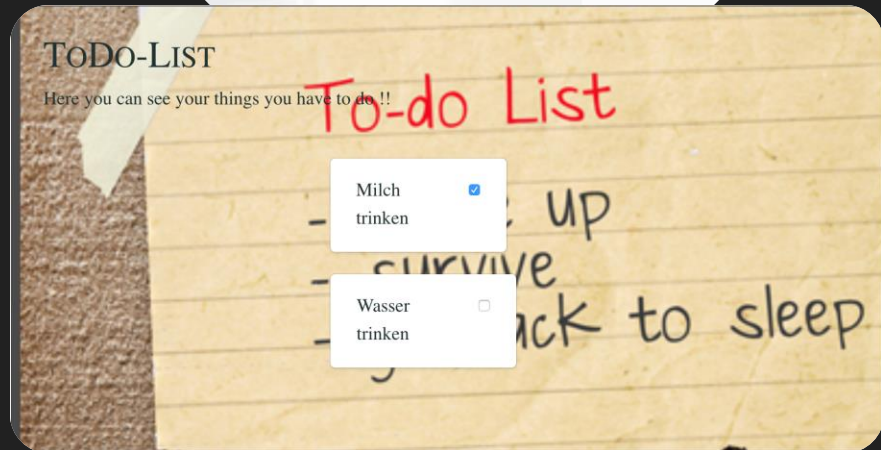 ToDo-List
Here you can see your things you have to do !!
To-do List
Milch
trinken
- up
- survive
Wasser
trinken
- to sleep